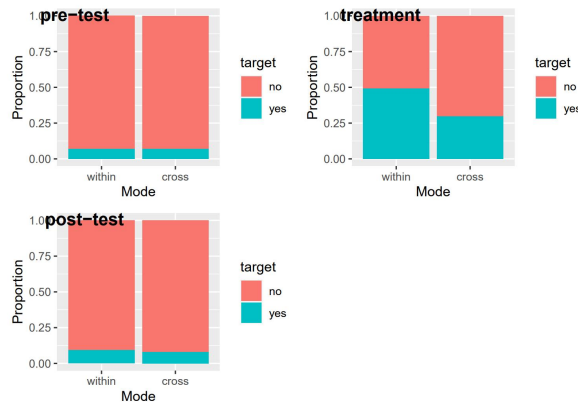 pre−test
1.00
0.75
0.50
0.25
0.00
Proportion
within
cross
Mode
target
no
yes
treatment
1.00
0.75
0.50
0.25
0.00
Proportion
within
cross
Mode
target
no
yes
post−test
1.00
0.75
0.50
0.25
0.00
Proportion
within
cross
Mode
target
no
yes